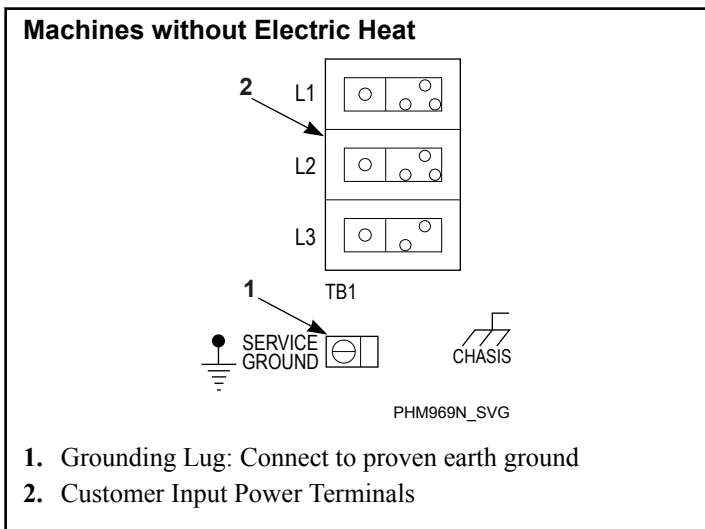 Machines without Electric Heat
2
L1
L2
L3
1
TB1
SERVICE
GROUND
CHASIS
PHM969N_SVG
1. Grounding Lug: Connect to proven earth ground
2. Customer Input Power Terminals